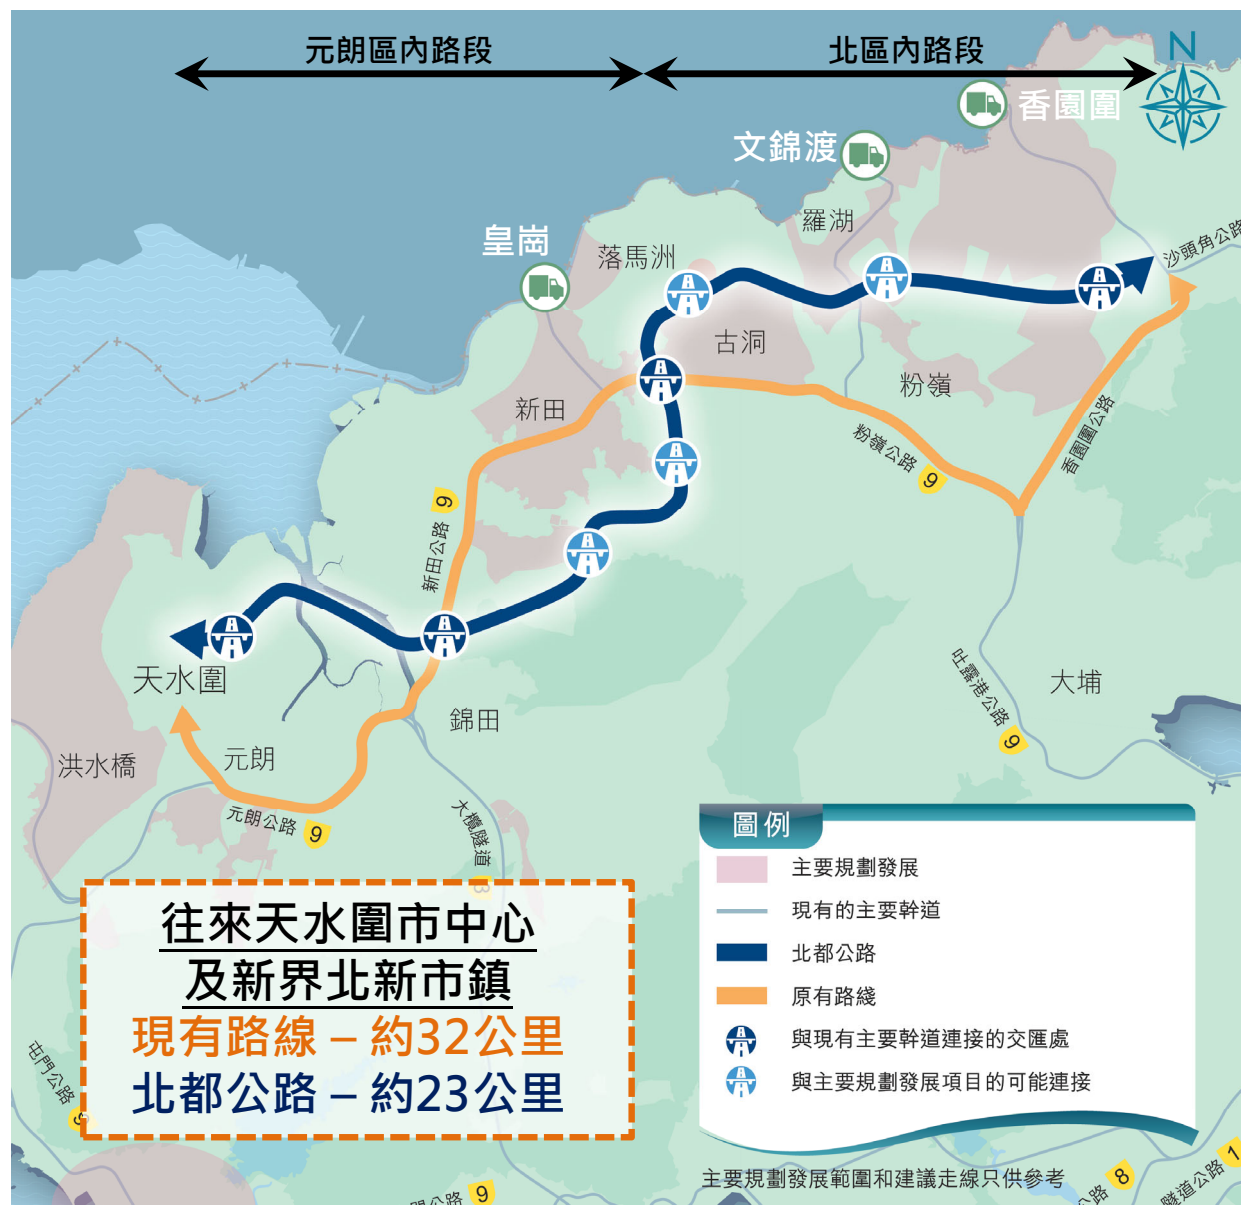 元朗區內路段
北區內路段
N
香園圍
文錦渡
羅湖
皇崗
落馬洲
沙頭角公路
古洞
新田
粉嶺
粉嶺公路 9
香園圍公路
新田公路 9
天水圍
錦田
吐露港公路 9
大埔
元朗
洪水橋
元朗公路 9
大欖隧道 3
往來天水圍市中心
及新界北新市鎮
現有路線 – 約32公里
北都公路 – 約23公里
屯門公路
圖例
主要規劃發展
現有的主要幹道
北都公路
原有路綫
與現有主要幹道連接的交匯處
與主要規劃發展項目的可能連接
主要規劃發展範圍和建議走線只供參考
公路 9
路 8
隧道公路 1